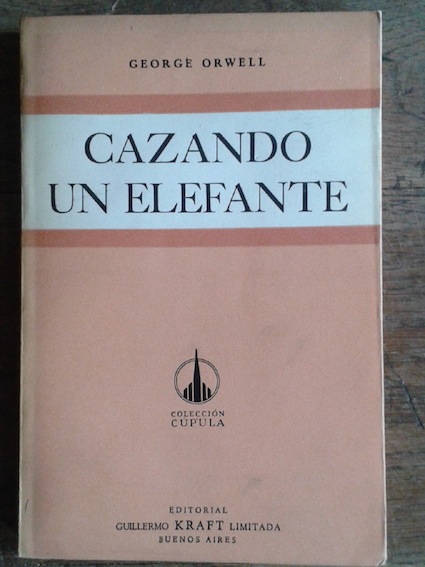 GEORGE ORWELL
CAZANDO
UN ELEFANTE
COLECCIÓN
CÚPULA
EDITORIAL
GUILLERMO KRAFT LIMITADA
BUENOS AIRES